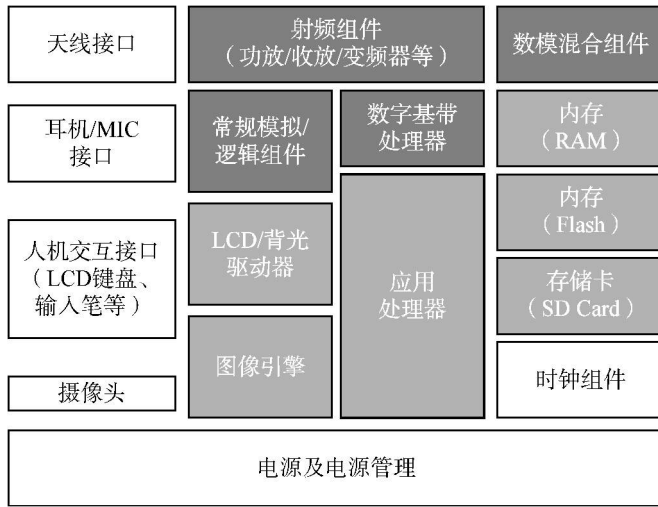 天线接口
射频组件
（功放/收放/变频器等）
数模混合组件
耳机/MIC
接口
常规模拟/
逻辑组件
数字基带
处理器
内存
（RAM）
人机交互接口
（LCD键盘、
输入笔等）
LCD/背光
驱动器
应用
处理器
内存
（Flash）
存储卡
（SD Card）
摄像头
图像引擎
时钟组件
电源及电源管理